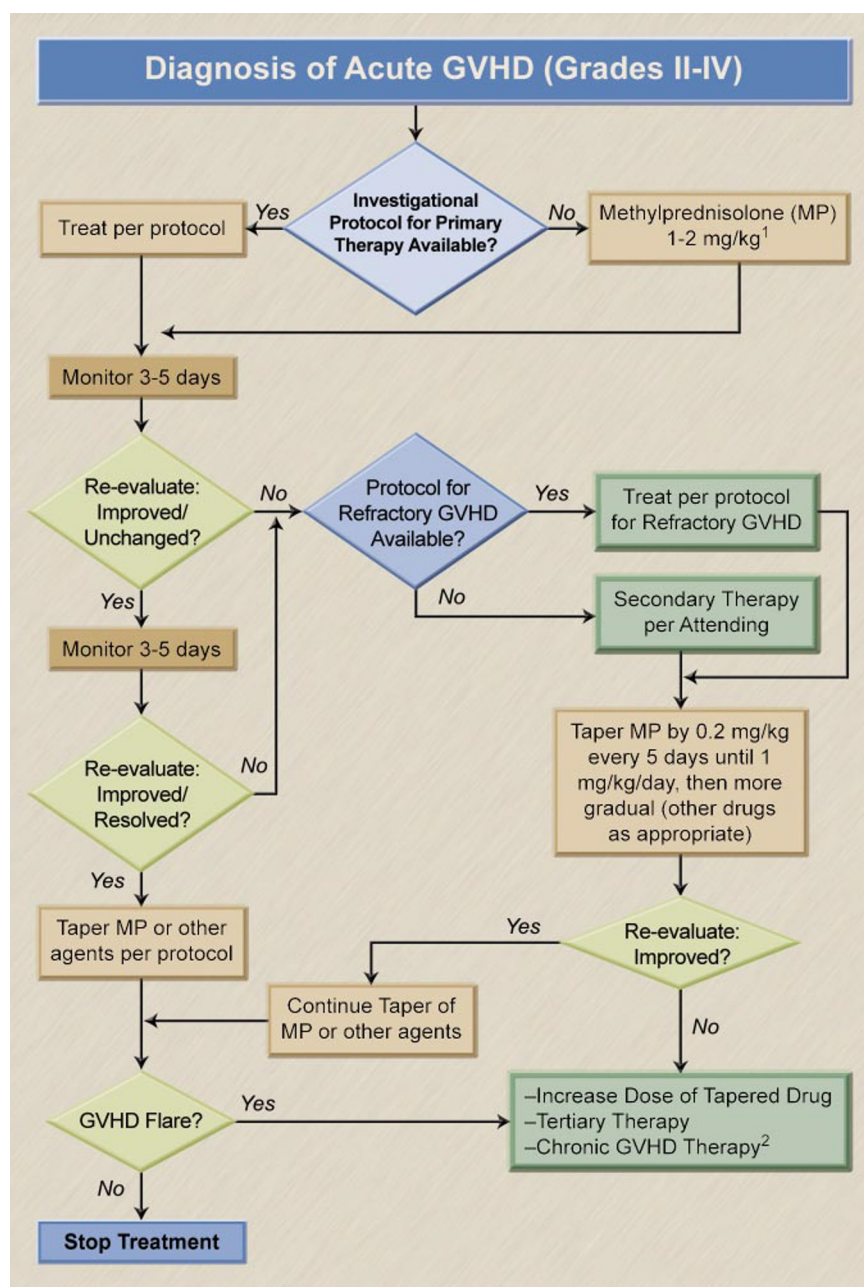 Diagnosis of Acute GVHD (Grades II-IV)
Investigational
Protocol for Primary
Therapy Available?
Yes
No
Treat per protocol
Methylprednisolone (MP)
1-2 mg/kg1
Monitor 3-5 days
Re-evaluate:
Improved/
Unchanged?
No
Protocol for
Refractory GVHD
Available?
Yes
Treat per protocol
for Refractory GVHD
No
Secondary Therapy
per Attending
Yes
Monitor 3-5 days
Re-evaluate:
Improved/
Resolved?
No
Taper MP by 0.2 mg/kg
every 5 days until 1
mg/kg/day, then more
gradual (other drugs
as appropriate)
Yes
Taper MP or other
agents per protocol
Re-evaluate:
Improved?
Yes
Continue Taper of
MP or other agents
No
GVHD Flare?
Yes
–Increase Dose of Tapered Drug
–Tertiary Therapy
–Chronic GVHD Therapy2
No
Stop Treatment